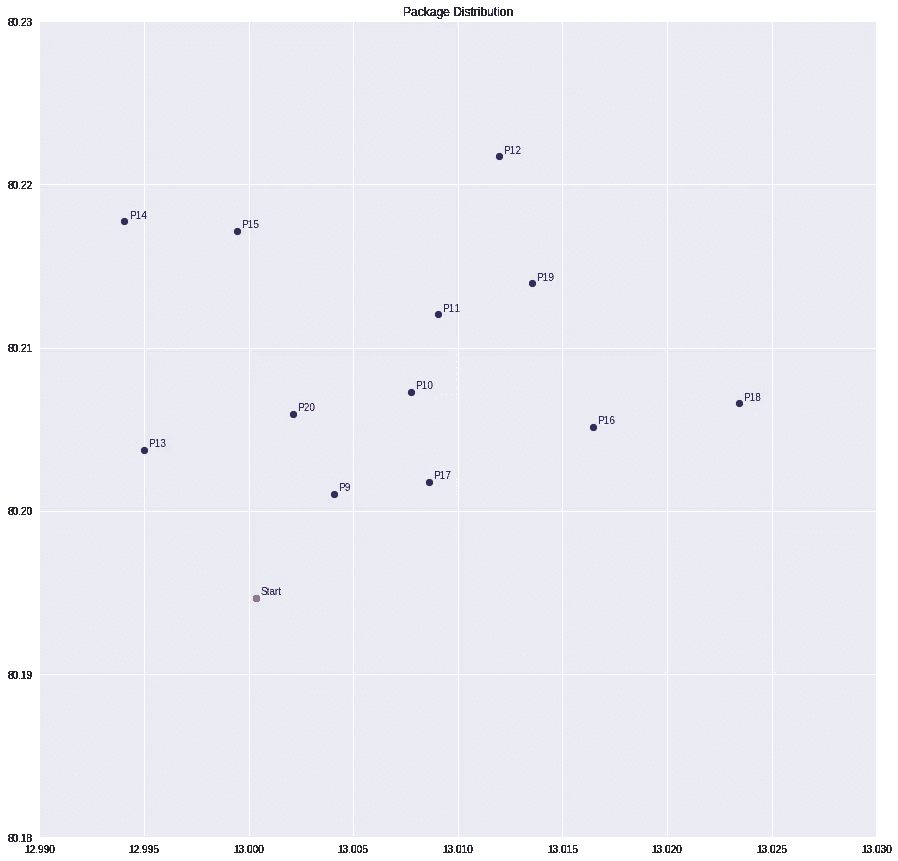 Package Distribution
80.23
P12
80.22
P14
P15
P19
P11
80.21
P10
P18
P20
P16
P13
P17
P9
80.20
Start
80.19
80.18
12.990 12.995 13.000 13.005 13.010 13.015 13.020 13.025 13.030